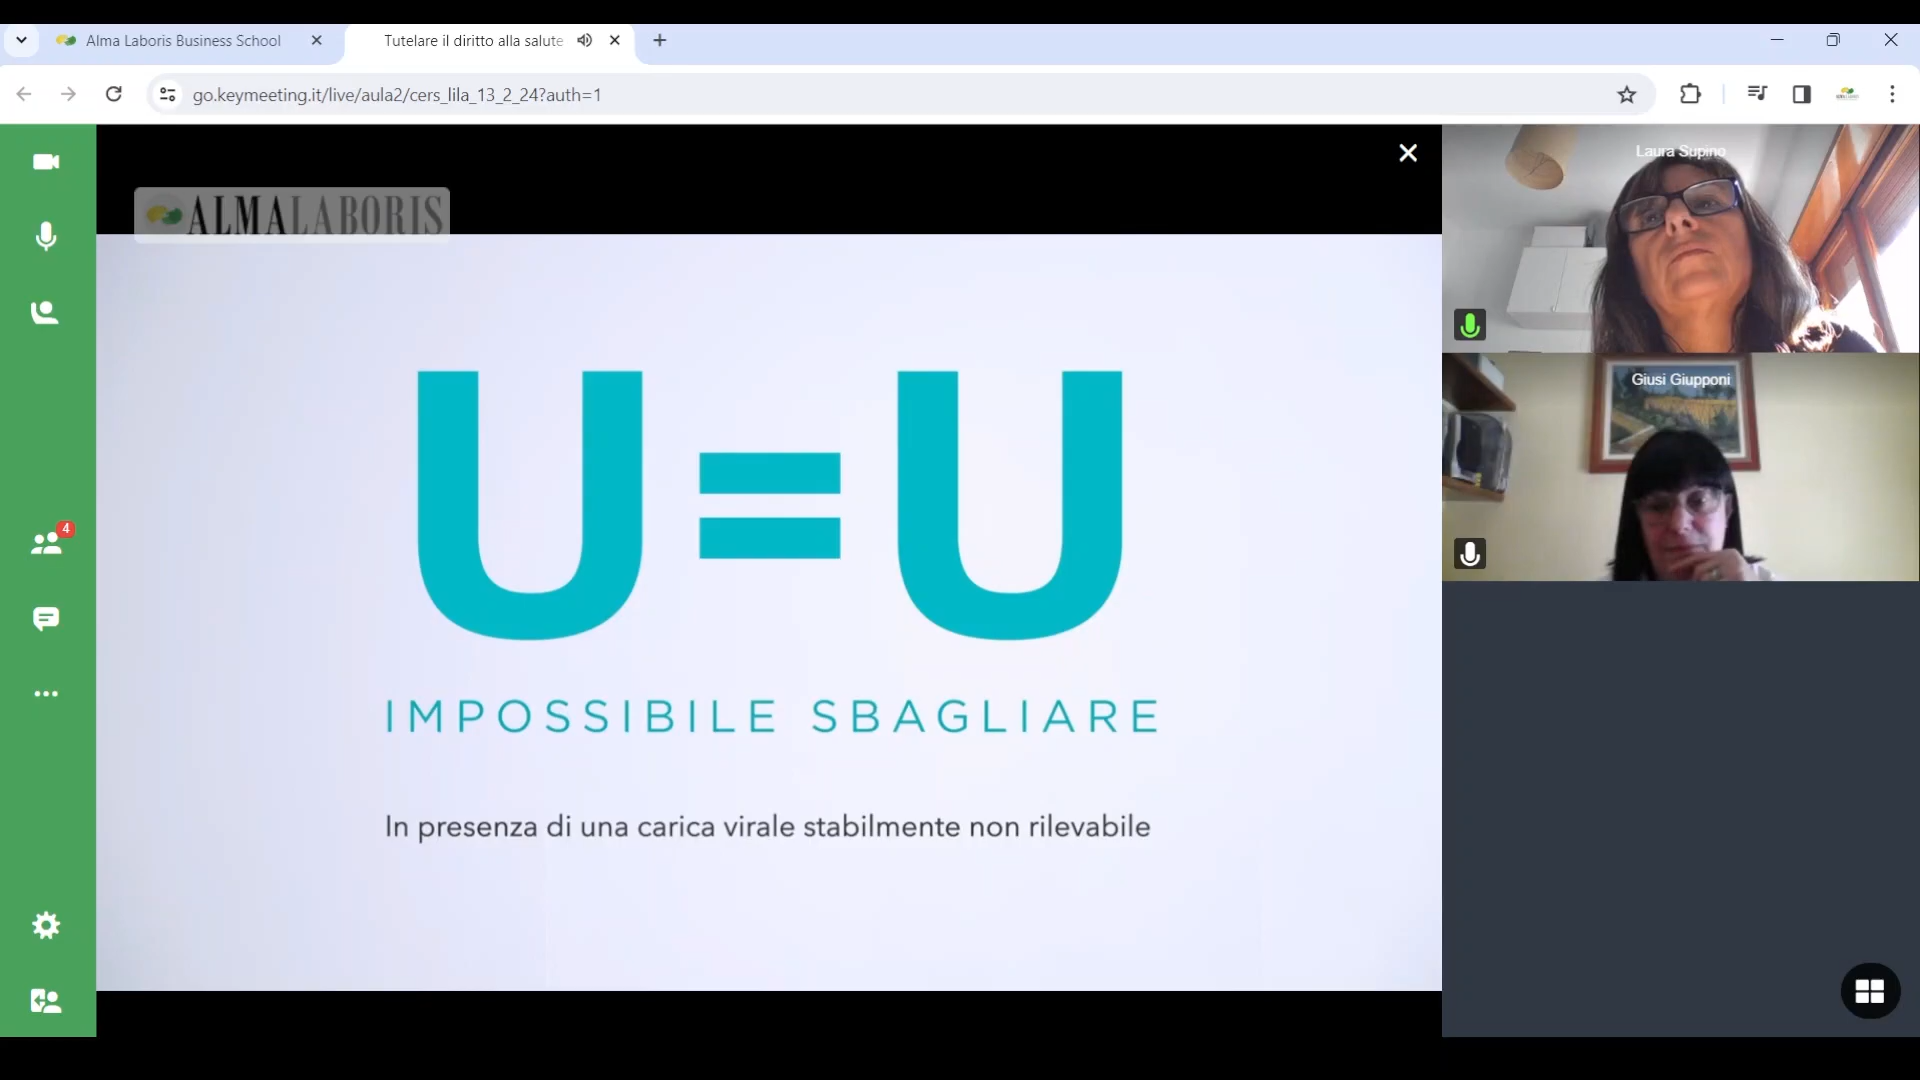 Alma Laboris Business School
Tutelare il diritto alla salute
go.keymeeting.it/live/aula2/cers_lila_13_2_24?auth=1
ALMALABORIS
Laura Supino
U=U
IMPOSSIBILE SBAGLIARE
In presenza di una carica virale stabilmente non rilevabile
Giusi Giupponi
4